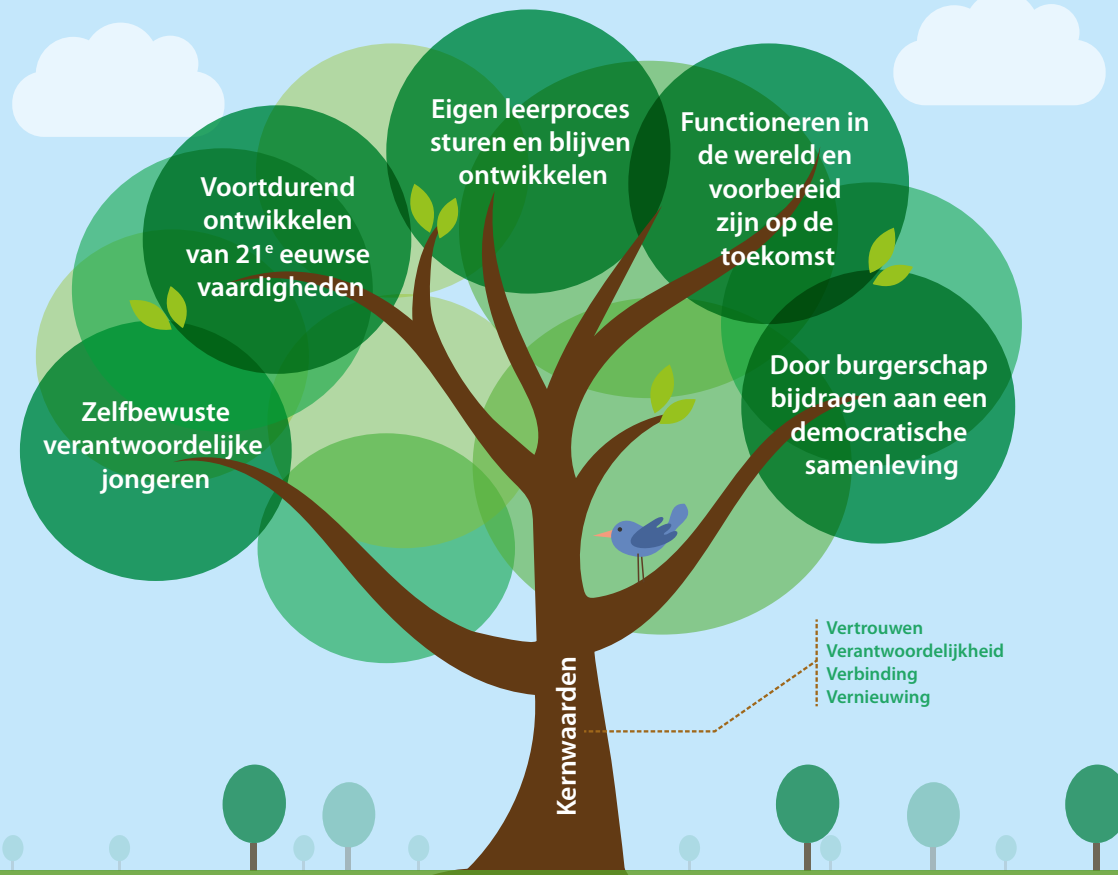 Eigen leerproces
sturen en blijven
ontwikkelen
Functioneren in
de wereld en
voorbereid
zijn op de
toekomst
Voortdurend
ontwikkelen
van 21e eeuwse
vaardigheden
Door burgerschap
bijdragen aan een
democratische
samenleving
Zelfbewuste
verantwoordelijke
jongeren
Vertrouwen
Verantwoordelijkheid
Verbinding
Vernieuwing
Kernwaarden